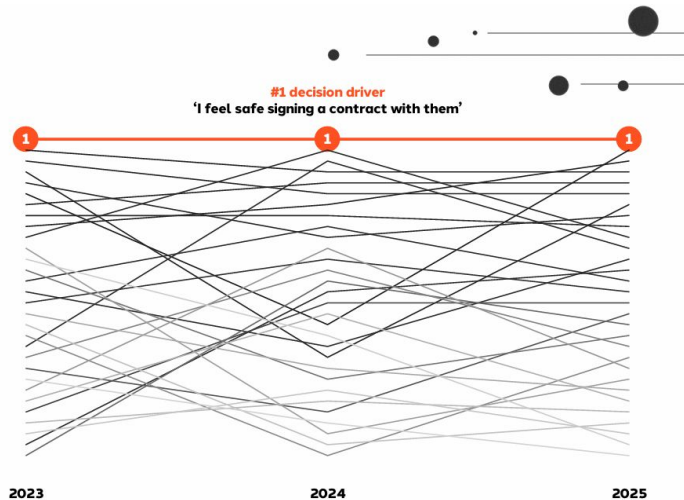 #1 decision driver
‘I feel safe signing a contract with them’
1 1 1
2023 2024 2025